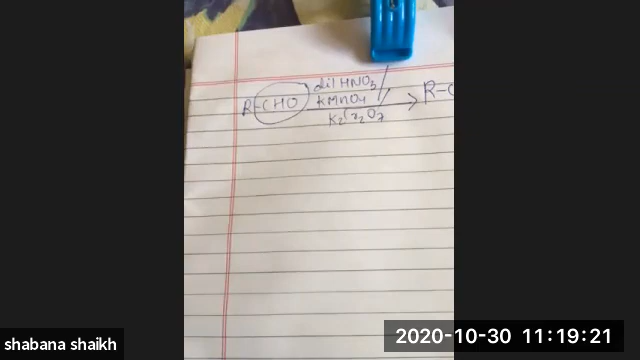 dil HNO3/
R-CHO KMnO4/ → R-C
K2Cr2O7
shabana shaikh
2020-10-30 11:19:21